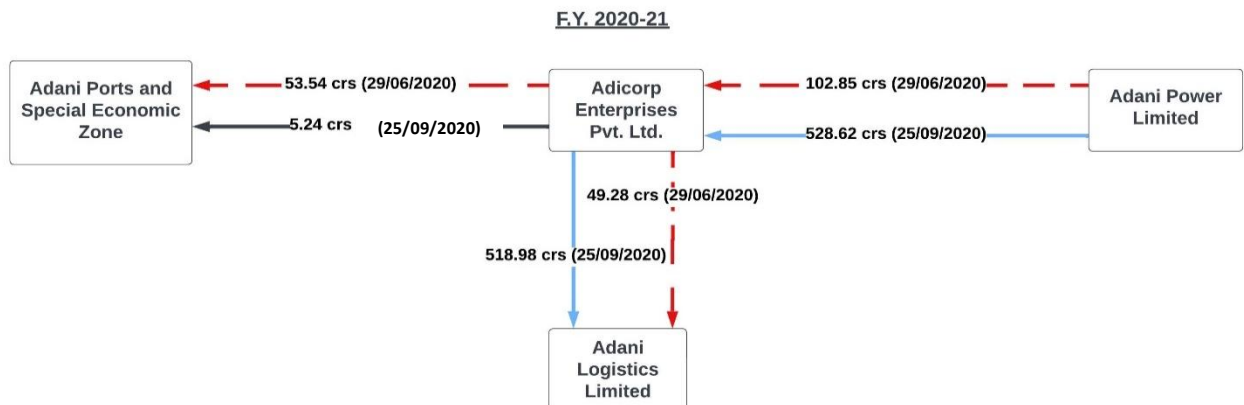 F.Y. 2020-21
Adani Ports and
Special Economic
Zone
53.54 crs (29/06/2020)
5.24 crs (25/09/2020)
Adicorp
Enterprises
Pvt. Ltd.
102.85 crs (29/06/2020)
528.62 crs (25/09/2020)
Adani Power
Limited
49.28 crs (29/06/2020)
518.98 crs (25/09/2020)
Adani
Logistics
Limited